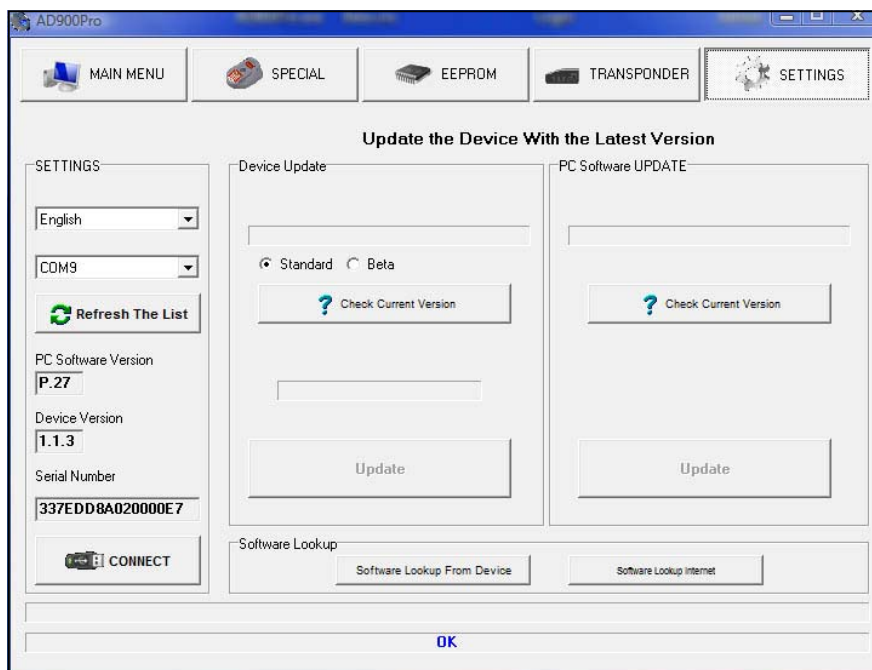 AD900Pro
MAIN MENU
SPECIAL
EEPROM
TRANSPONDER
SETTINGS
Update the Device With the Latest Version
SETTINGS
English
COM9
Refresh The List
PC Software Version
P.27
Device Version
1.1.3
Serial Number
337EDD8A020000E7
CONNECT
Device Update
Standard Beta
? Check Current Version
Update
PC Software UPDATE
? Check Current Version
Update
Software Lookup
Software Lookup From Device
Software Lookup Internet
OK